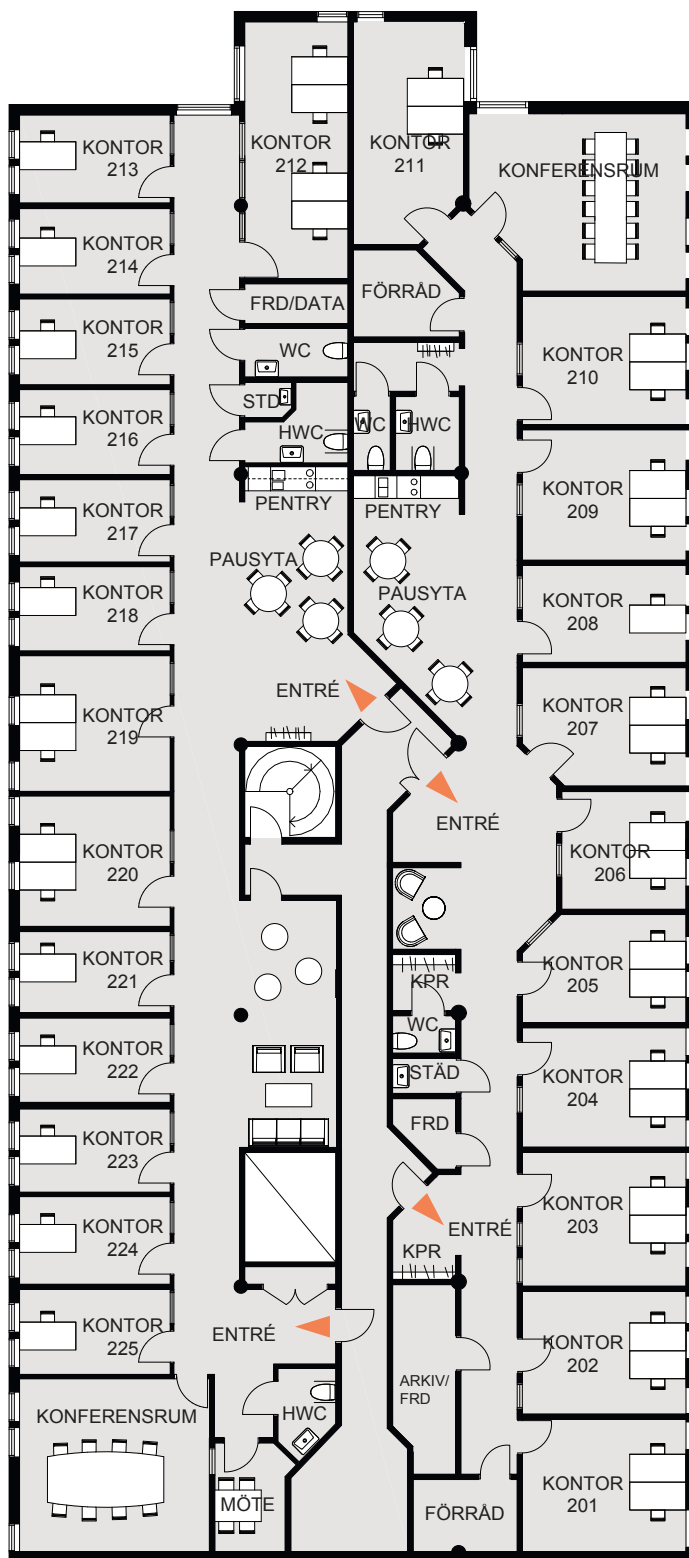 KONTOR
212
KONTOR
211
KONTOR
213
KONFERENSRUM
KONTOR
214
FÖRRÅD
FRD/DATA
KONTOR
215
WC
KONTOR
210
STD
KONTOR
216
HWC
WC
HWC
PENTRY
PENTRY
KONTOR
217
KONTOR
209
PAUSYTA
PAUSYTA
KONTOR
218
KONTOR
208
ENTRÉ
KONTOR
219
KONTOR
207
ENTRÉ
KONTOR
220
KONTOR
206
KONTOR
221
KPR
KONTOR
205
WC
KONTOR
222
STÄD
KONTOR
204
FRD
KONTOR
223
KONTOR
203
KONTOR
224
ENTRÉ
KPR
KONTOR
225
ENTRÉ
KONTOR
202
ARKIV/
FRD
KONFERENSRUM
HWC
KONTOR
201
MÖTE
FÖRRÅD